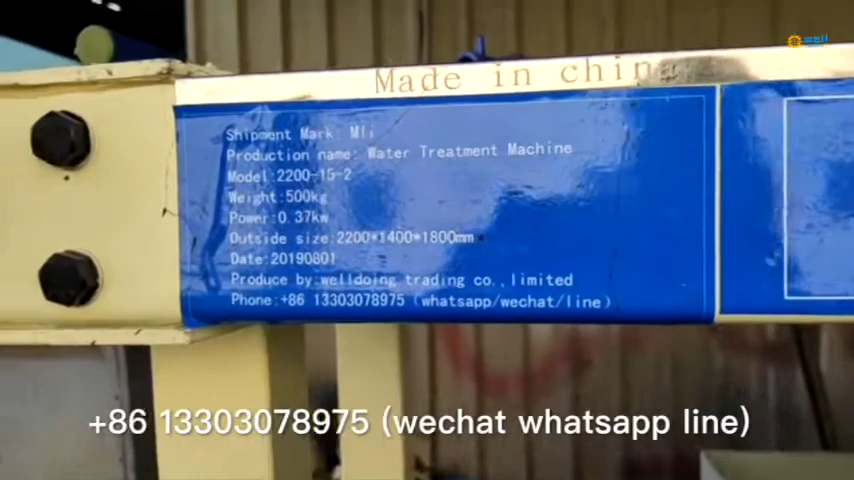 Made in china
Shipment Mark: Mli
Production name: Water Treatment Machine
Model:2200-15-2
Weight:500kg
Power:0.37kw
Outside size:2200*1400*1800mm
Date:20190801
Produce by:welldoing trading co.,limited
Phone:+86 13303078975 (whatsapp/wechat/line)
+86 13303078975 (wechat whatsapp line)